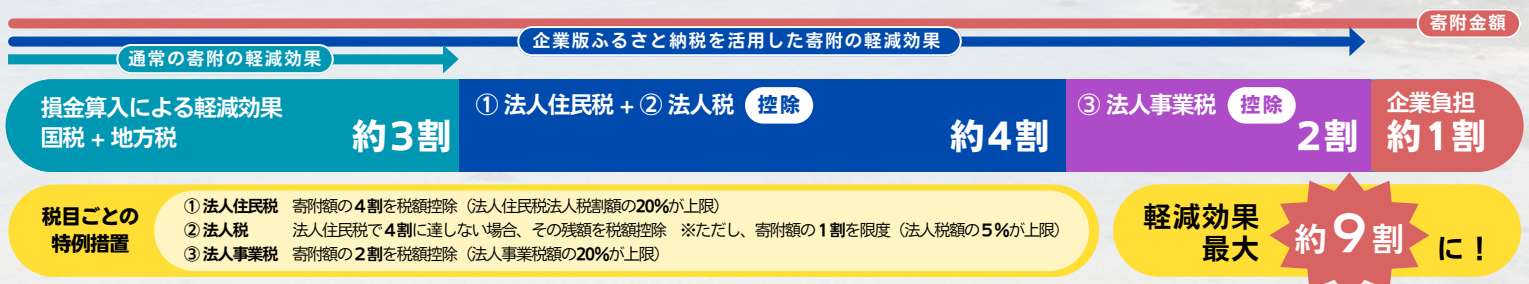 寄附金額
企業版ふるさと納税を活用した寄附の軽減効果
通常の寄附の軽減効果
損金算入による軽減効果
国税 + 地方税
約3割
① 法人住民税 + ② 法人税 控除
約4割
③ 法人事業税 控除
2割
企業負担
約1割
税目ごとの
特例措置
① 法人住民税 寄附額の4割を税額控除（法人住民税法人税割額の20%が上限）
② 法人税 法人住民税で4割に達しない場合、その残額を税額控除 ※ただし、寄附額の1割を限度（法人税額の5%が上限）
③ 法人事業税 寄附額の2割を税額控除（法人事業税額の20%が上限）
軽減効果
最大
約9割
に！